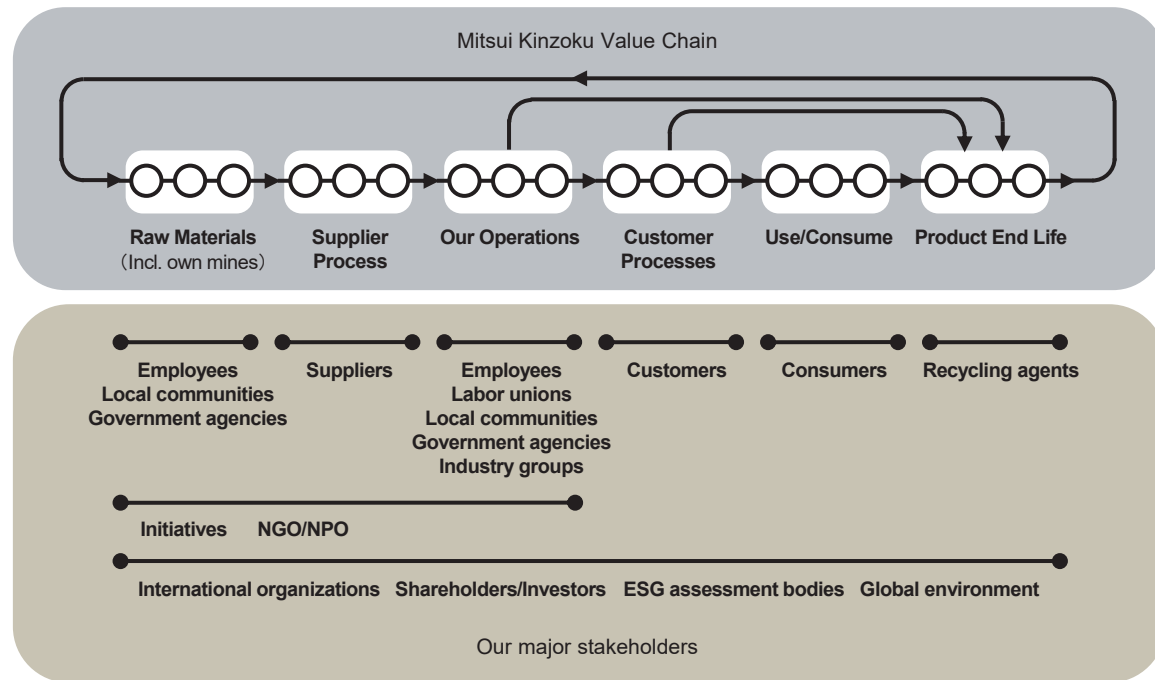 Mitsui Kinzoku Value Chain
Raw Materials
（Incl. own mines）
Supplier
Process
Our Operations
Customer
Processes
Use/Consume
Product End Life
Employees
Local communities
Government agencies
Suppliers
Employees
Labor unions
Local communities
Government agencies
Industry groups
Customers
Consumers
Recycling agents
Initiatives NGO/NPO
International organizations Shareholders/Investors ESG assessment bodies Global environment
Our major stakeholders